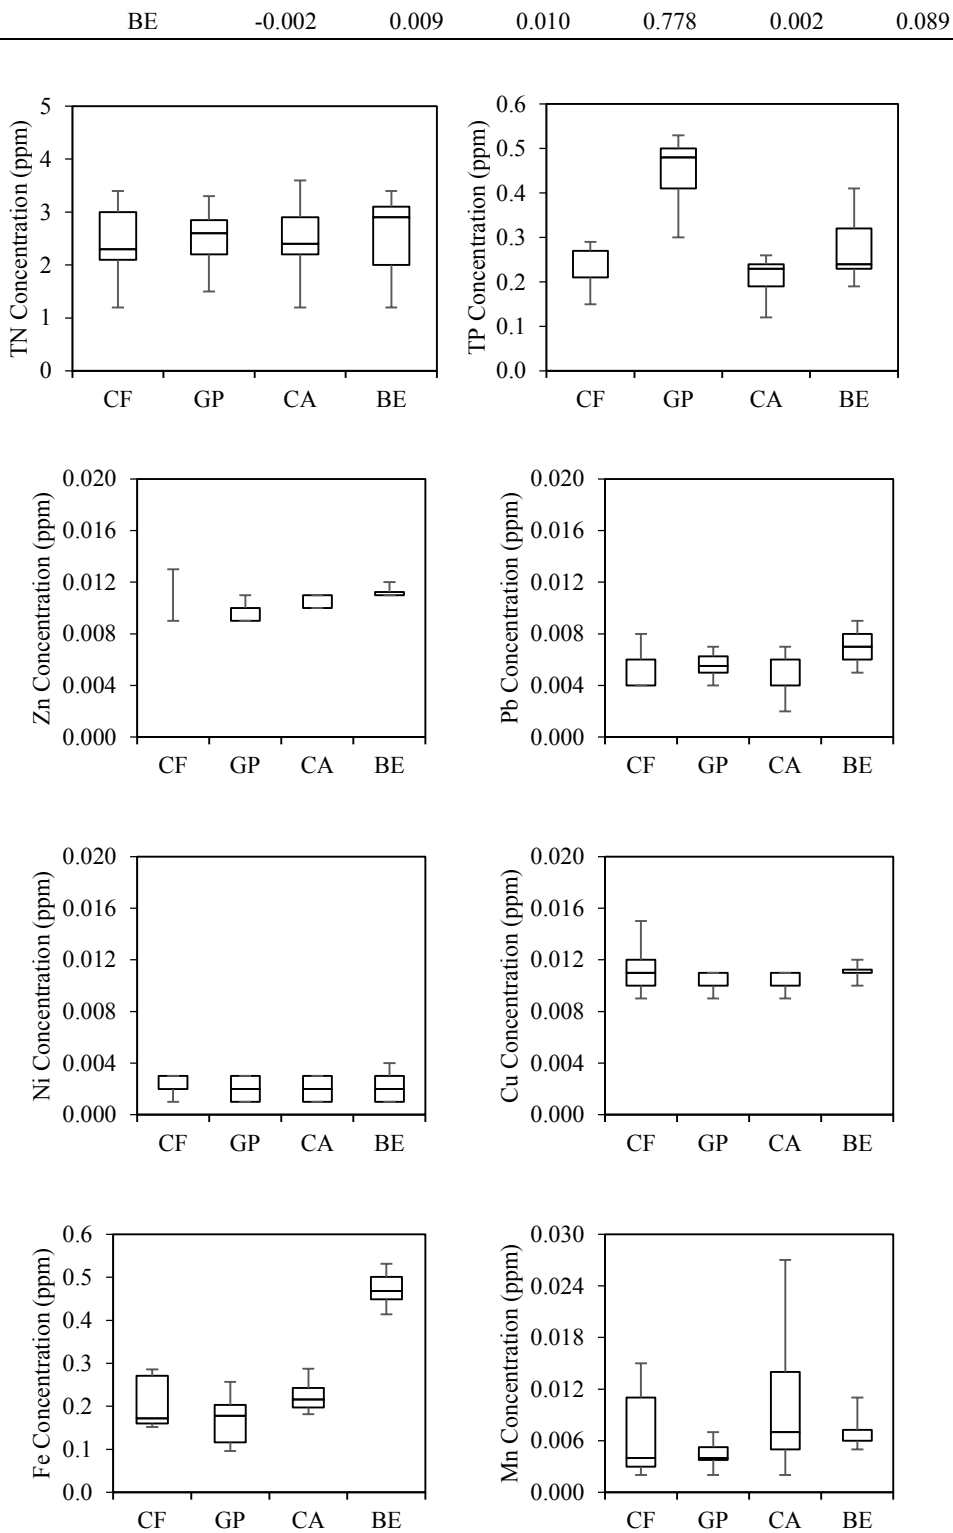 BE -0.002 0.009 0.010 0.778 0.002 0.089
TN Concentration (ppm)
5
4
3
2
1
0
CF GP CA BE
TP Concentration (ppm)
0.6
0.5
0.4
0.3
0.2
0.1
0.0
CF GP CA BE
Zn Concentration (ppm)
0.020
0.016
0.012
0.008
0.004
0.000
CF GP CA BE
Pb Concentration (ppm)
0.020
0.016
0.012
0.008
0.004
0.000
CF GP CA BE
Ni Concentration (ppm)
0.020
0.016
0.012
0.008
0.004
0.000
CF GP CA BE
Cu Concentration (ppm)
0.020
0.016
0.012
0.008
0.004
0.000
CF GP CA BE
Fe Concentration (ppm)
0.6
0.5
0.4
0.3
0.2
0.1
0.0
CF GP CA BE
Mn Concentration (ppm)
0.030
0.024
0.018
0.012
0.006
0.000
CF GP CA BE